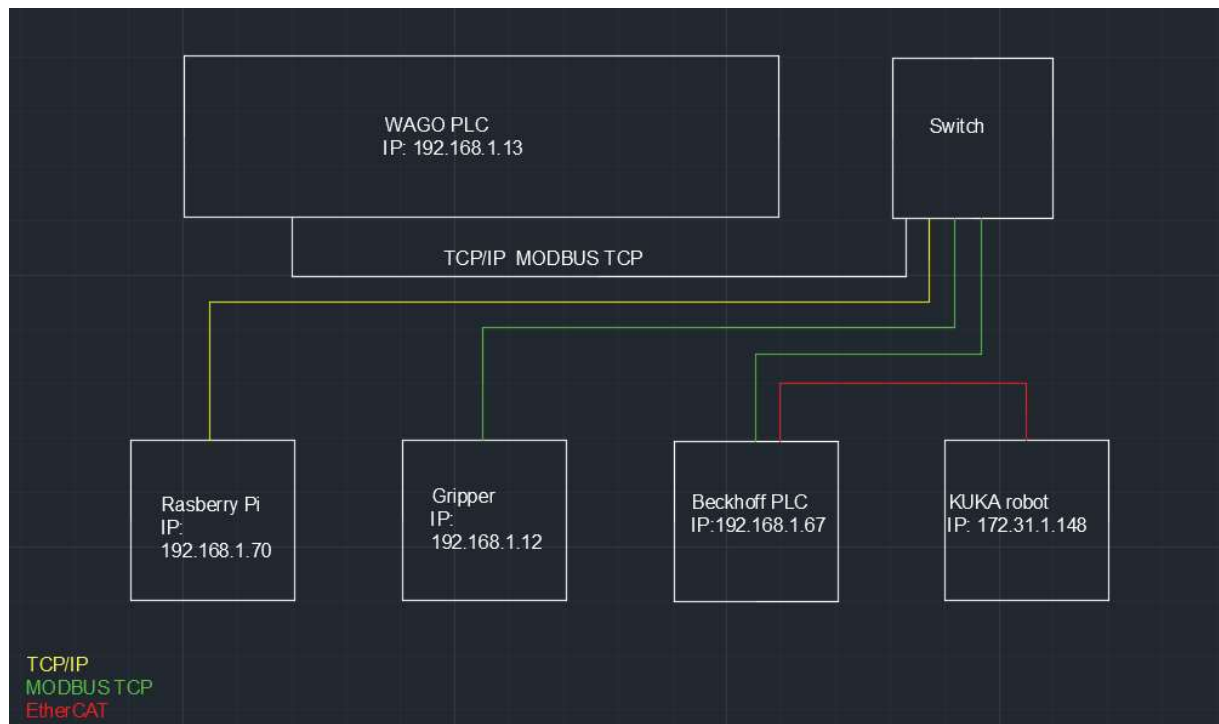 WAGO PLC
IP: 192.168.1.13
Switch
TCP/IP MODBUS TCP
Rasberry Pi
IP:
192.168.1.70
Gripper
IP:
192.168.1.12
Beckhoff PLC
IP:192.168.1.67
KUKA robot
IP: 172.31.1.148
TCP/IP
MODBUS TCP
EtherCAT